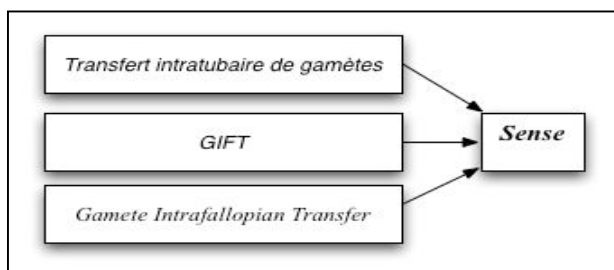 Transfert intratubaire de gamètes
GIFT
Sense
Gamete Intrafallopian Transfer